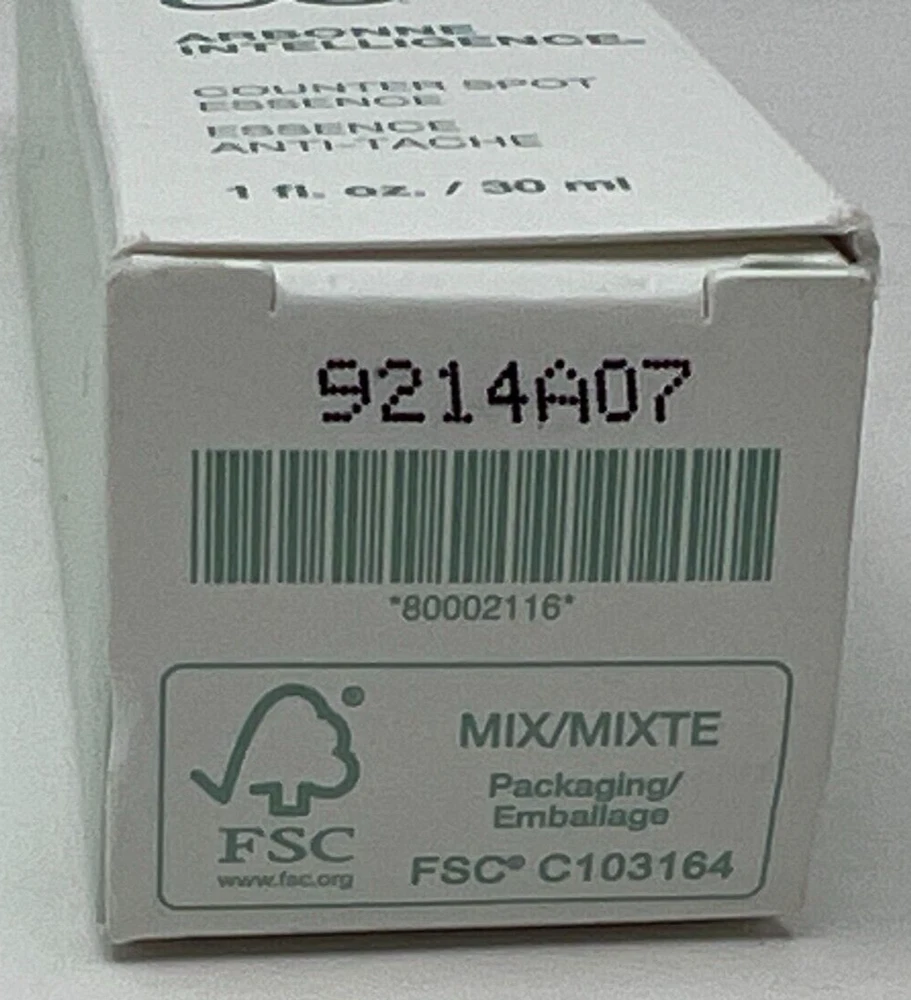 ARBONNE
INTELLIGENCE™
COUNTER SPOT
ESSENCE
ESSENCE
ANTI-TACHE
1 fl. oz. / 30 ml
9214A07
*80002116*
MIX/MIXTE
Packaging/
Emballage
FSC® C103164
®
FSC
www.fsc.org